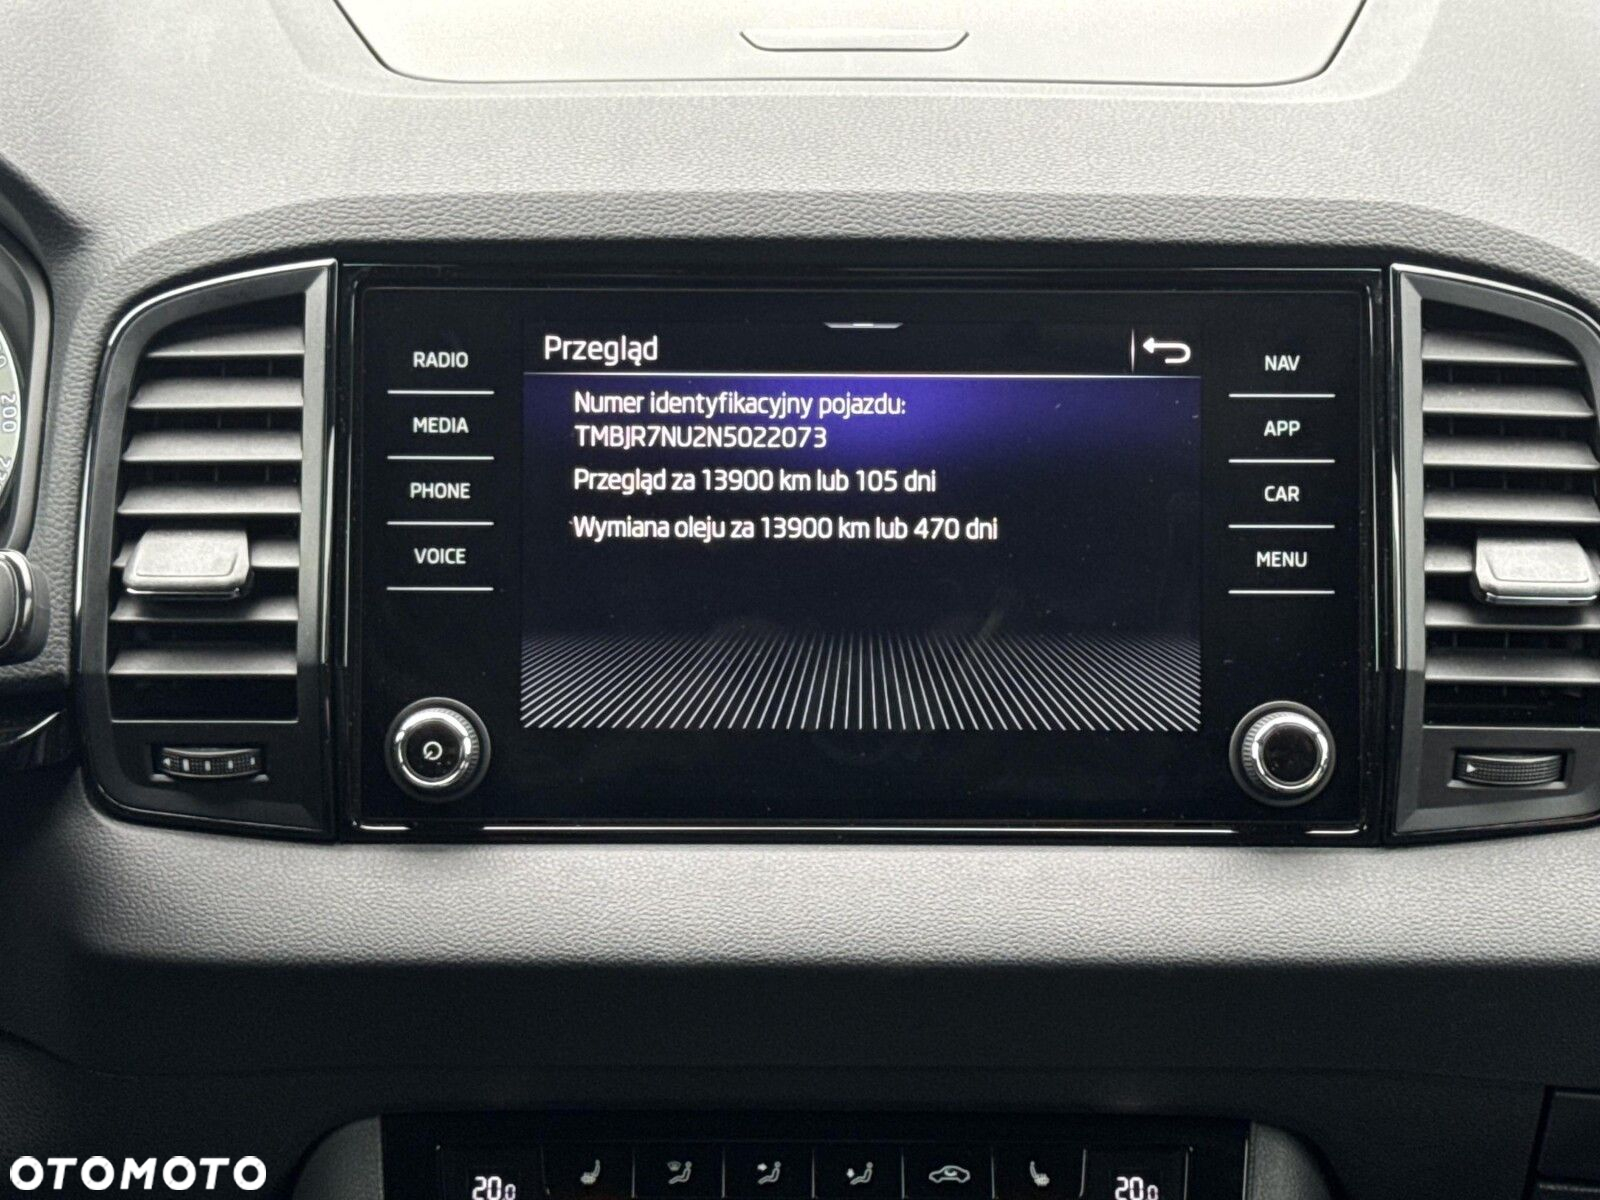 Przegląd
Numer identyfikacyjny pojazdu:
TMBJR7NU2N5022073
Przegląd za 13900 km lub 105 dni
Wymiana oleju za 13900 km lub 470 dni
RADIO
MEDIA
PHONE
VOICE
NAV
APP
CAR
MENU
200
20.0
20.0
OTOMOTO